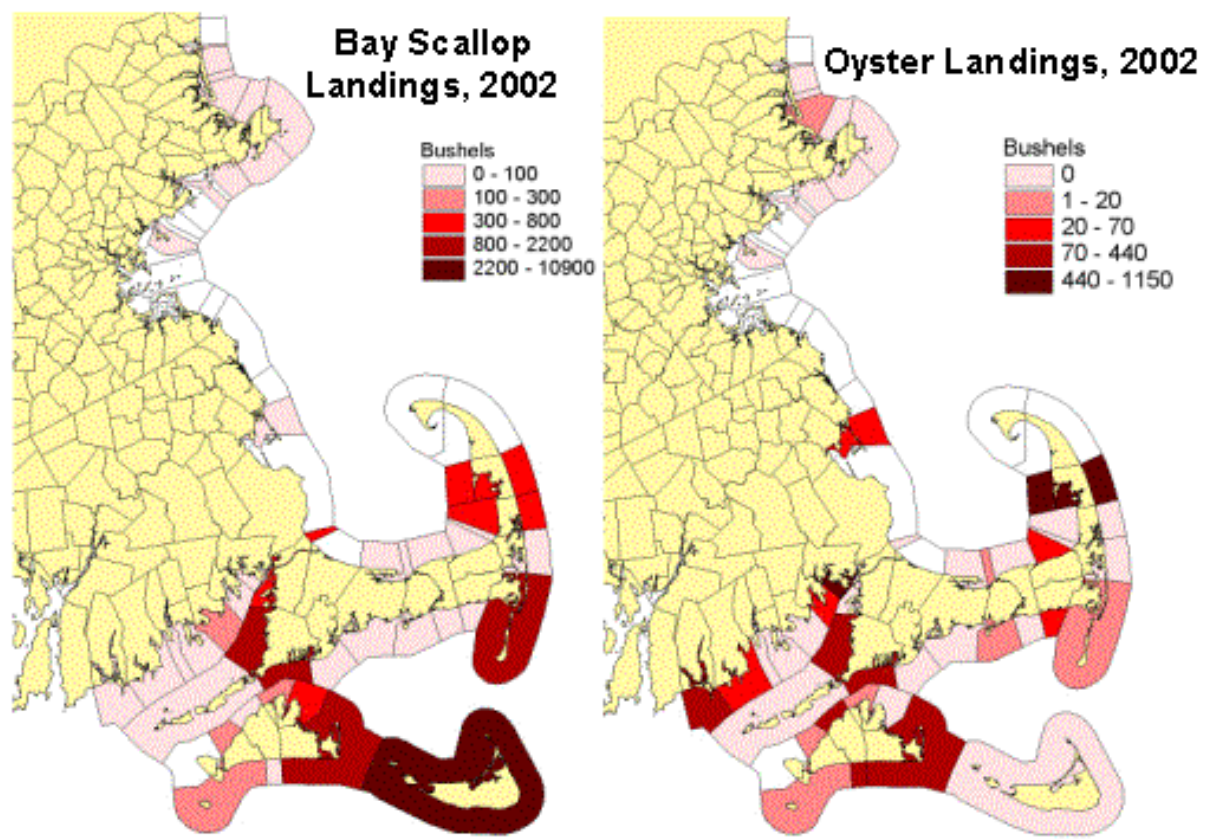 Bay Scallop
Landings, 2002
Bushels
0 - 100
100 - 300
300 - 800
800 - 2200
2200 - 10900
Oyster Landings, 2002
Bushels
0
1 - 20
20 - 70
70 - 440
440 - 1150